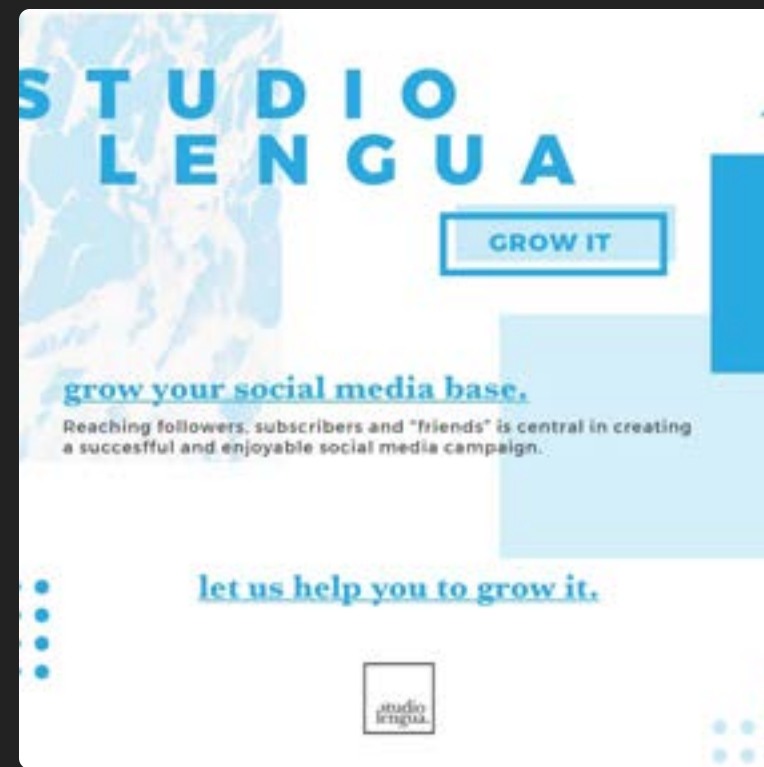 STUDIO
LENGUA
GROW IT
grow your social media base.
Reaching followers, subscribers and "friends" is central in creating
a succesfful and enjoyable social media campaign.
let us help you to grow it.
studio
lengua.